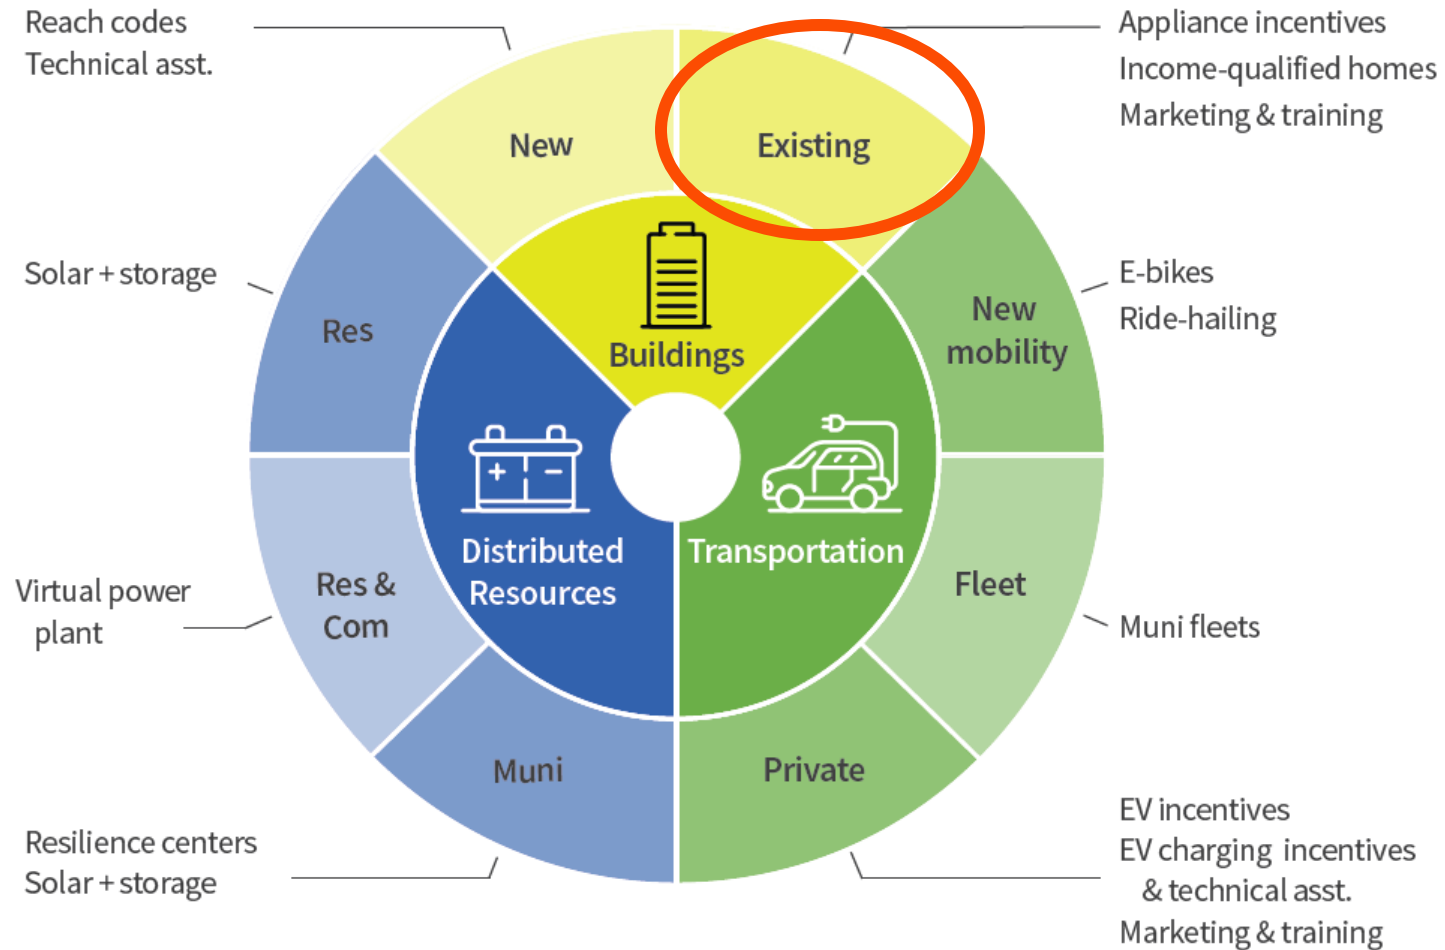 Reach codes
Technical asst.
Appliance incentives
Income-qualified homes
Marketing & training
New
Existing
Buildings
Solar + storage
Res
New
mobility
E-bikes
Ride-hailing
+ −
Distributed
Resources
Transportation
Virtual power
plant
Res &
Com
Fleet
Muni fleets
Muni
Private
Resilience centers
Solar + storage
EV incentives
EV charging incentives
& technical asst.
Marketing & training